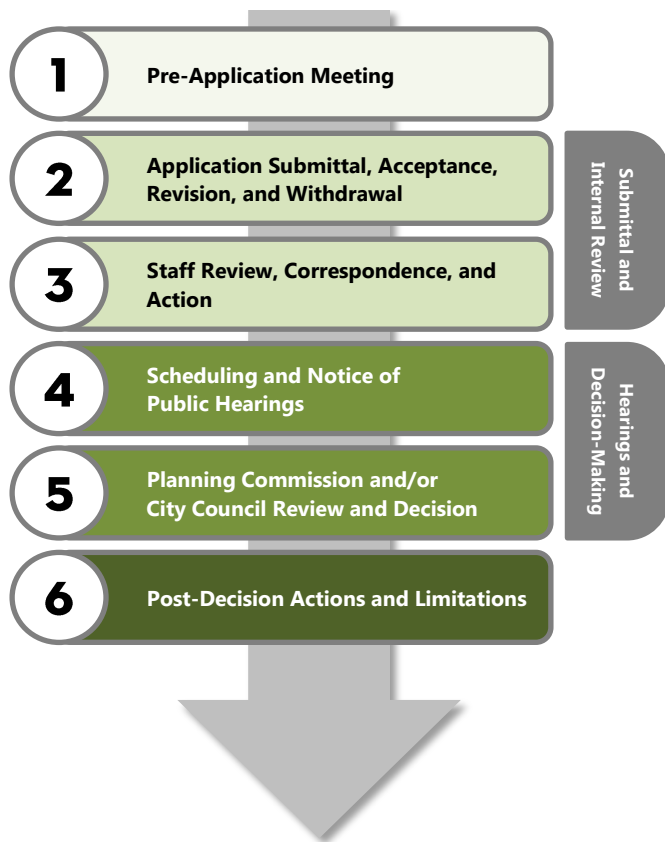 1
Pre-Application Meeting
2
Application Submittal, Acceptance,
Revision, and Withdrawal
3
Staff Review, Correspondence, and
Action
Submittal and
Internal Review
4
Scheduling and Notice of
Public Hearings
5
Planning Commission and/or
City Council Review and Decision
Hearings and
Decision-Making
6
Post-Decision Actions and Limitations